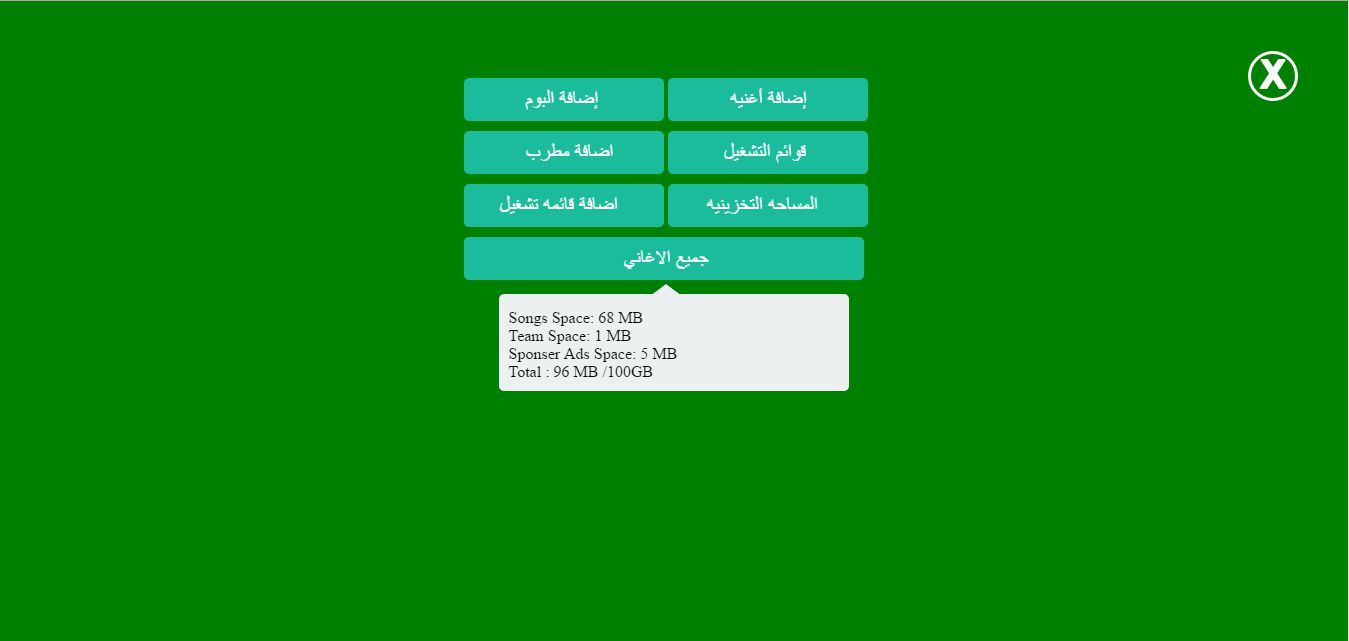 X
إضافة أغنيه
إضافة البوم
قوائم التشغيل
اضافة مطرب
المساحه التخزينيه
اضافة قائمه تشغيل
جميع الاغاني
Songs Space: 68 MB
Team Space: 1 MB
Sponser Ads Space: 5 MB
Total : 96 MB /100GB